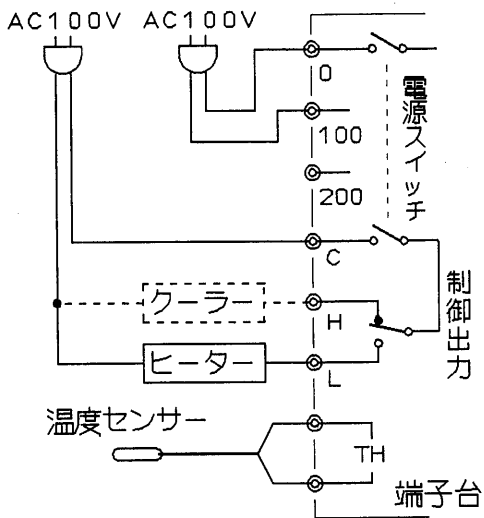 AC100V
AC100V
0
100
200
電源スイッチ
C
クーラー
H
制御出力
ヒーター
L
温度センサー
TH
端子台